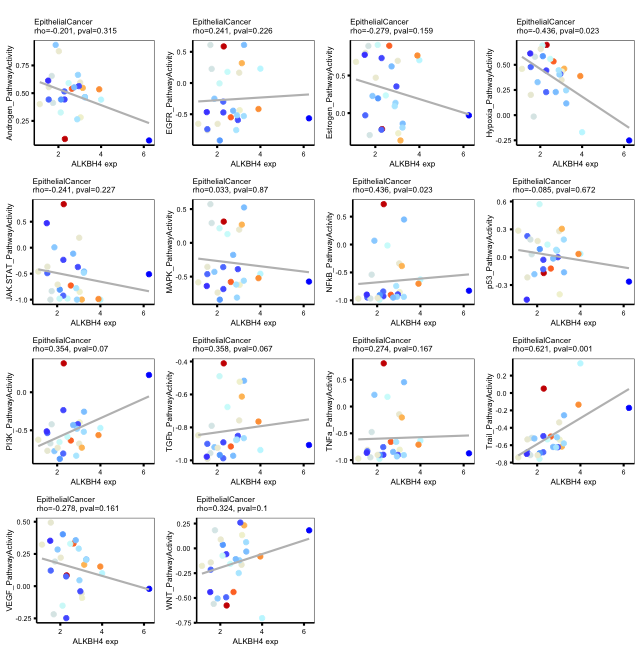 EpithelialCancer
rho=-0.201, pval=0.315
Androgen_PathwayActivity
0.75
0.50
0.25
2 4 6
ALKBH4 exp
EpithelialCancer
rho=0.241, pval=0.226
EGFR_PathwayActivity
0.5
0.0
-0.5
2 4 6
ALKBH4 exp
EpithelialCancer
rho=-0.279, pval=0.159
Estrogen_PathwayActivity
0.5
0.0
2 4 6
ALKBH4 exp
EpithelialCancer
rho=-0.436, pval=0.023
Hypoxia_PathwayActivity
0.75
0.50
0.25
0.00
-0.25
2 4 6
ALKBH4 exp
EpithelialCancer
rho=-0.241, pval=0.227
JAK.STAT_PathwayActivity
0.5
0.0
-0.5
-1.0
2 4 6
ALKBH4 exp
EpithelialCancer
rho=0.033, pval=0.87
MAPK_PathwayActivity
0.5
0.0
-0.5
2 4 6
ALKBH4 exp
EpithelialCancer
rho=0.436, pval=0.023
NFkB_PathwayActivity
0.5
0.0
-0.5
-1.0
2 4 6
ALKBH4 exp
EpithelialCancer
rho=-0.085, pval=0.672
p53_PathwayActivity
0.6
0.3
0.0
-0.3
2 4 6
ALKBH4 exp
EpithelialCancer
rho=0.354, pval=0.07
PI3K_PathwayActivity
0.0
-0.5
2 4 6
ALKBH4 exp
EpithelialCancer
rho=0.358, pval=0.067
TGFb_PathwayActivity
-0.4
-0.6
-0.8
-1.0
2 4 6
ALKBH4 exp
EpithelialCancer
rho=0.274, pval=0.167
TNFa_PathwayActivity
0.5
0.0
-0.5
-1.0
2 4 6
ALKBH4 exp
EpithelialCancer
rho=0.621, pval=0.001
Trail_PathwayActivity
0.2
0.0
-0.2
-0.4
-0.6
-0.8
2 4 6
ALKBH4 exp
EpithelialCancer
rho=-0.278, pval=0.161
VEGF_PathwayActivity
0.50
0.25
0.00
-0.25
2 4 6
ALKBH4 exp
EpithelialCancer
rho=0.324, pval=0.1
WNT_PathwayActivity
0.25
0.00
-0.25
-0.50
-0.75
2 4 6
ALKBH4 exp